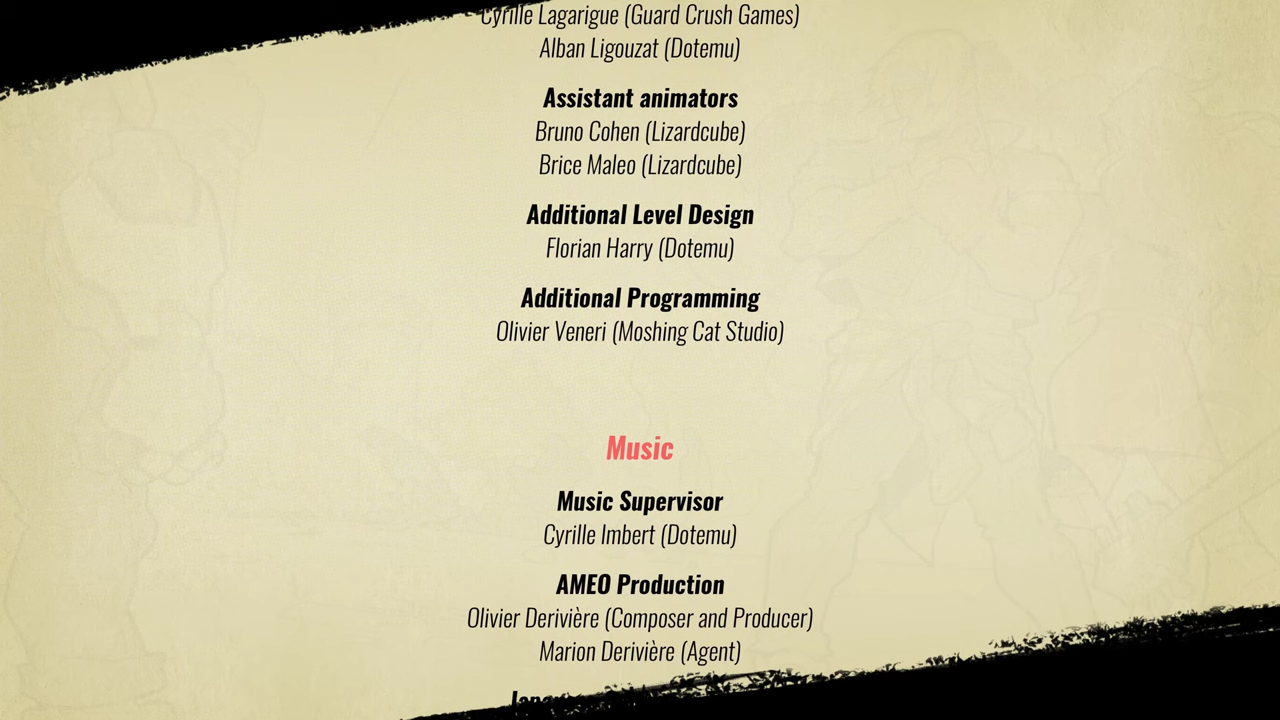 Cyrille Lagarigue (Guard Crush Games)
Alban Ligouzat (Dotemu)
Assistant animators
Bruno Cohen (Lizardcube)
Brice Maleo (Lizardcube)
Additional Level Design
Florian Harry (Dotemu)
Additional Programming
Olivier Veneri (Moshing Cat Studio)
Music
Music Supervisor
Cyrille Imbert (Dotemu)
AMEO Production
Olivier Derivière (Composer and Producer)
Marion Derivière (Agent)